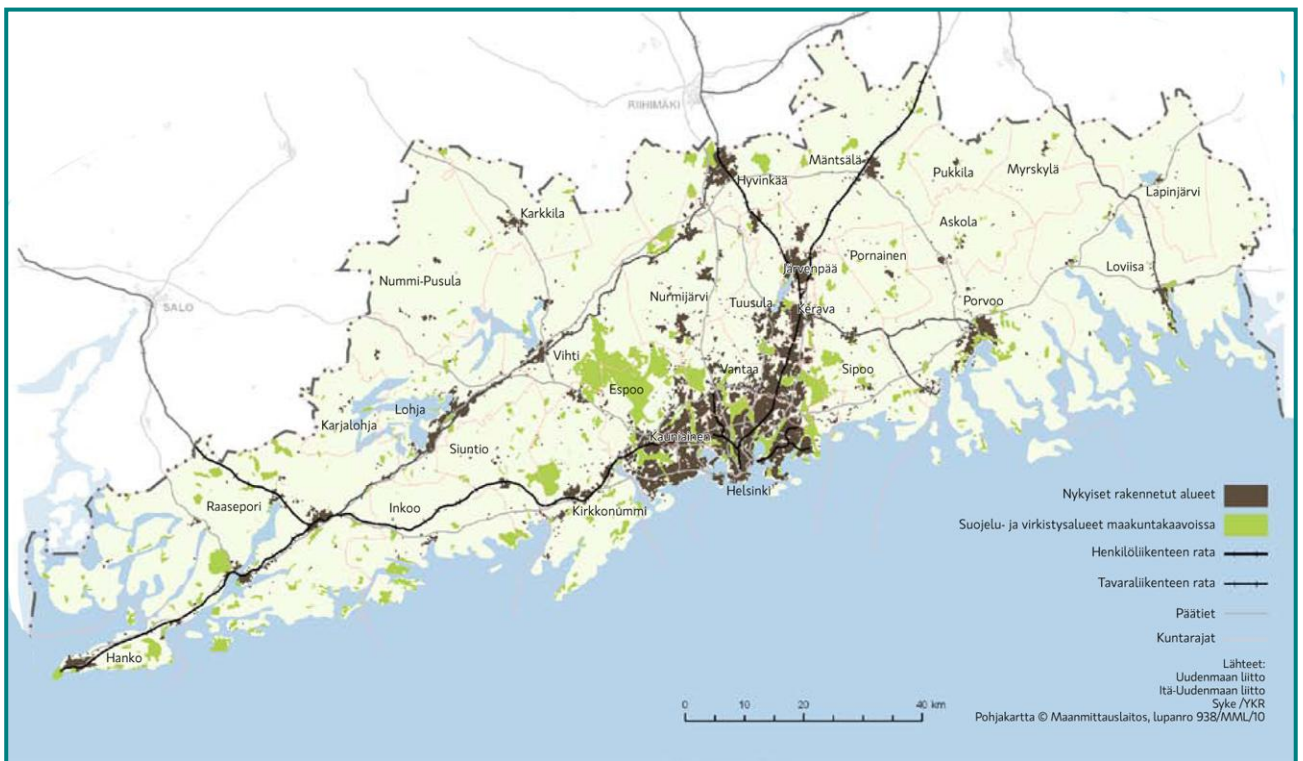 RIIHIMÄKI
Hyvinkää
Mäntsälä
Pukkila
Myrskylä
Lapinjärvi
Karkkila
Askola
Nummi-Pusula
Järvenpää
Pornainen
Loviisa
SALO
Nurmijärvi
Tuusula
Kerava
Porvoo
Vihti
Espoo
Vantaa
Sipoo
Lohja
Karjalohja
Siuntio
Kauniainen
Helsinki
Raasepori
Inkoo
Kirkkonummi
Hanko
Nykyiset rakennetut alueet
Suojelu- ja virkistysalueet maakuntakaavoissa
Henkilöliikenteen rata
Tavaraliikenteen rata
Päätiet
Kuntarajat
Lähteet:
Uudenmaan liitto
Itä-Uudenmaan liitto
Syke /YKR
Pohjakartta © Maanmittauslaitos, lupanro 938/MML/10
0 10 20 40 km